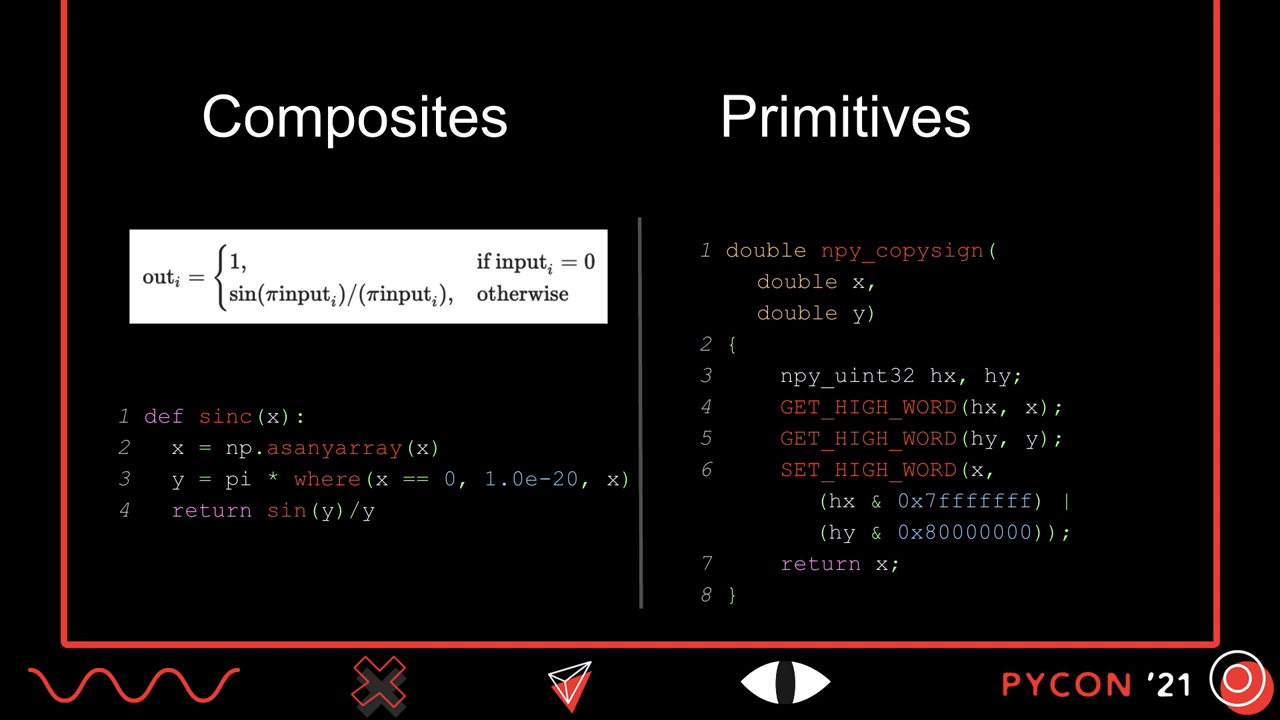 Composites
Primitives
out_i = { 1, if input_i = 0
sin(πinput_i)/(πinput_i), otherwise
1 def sinc(x):
2 x = np.asanyarray(x)
3 y = pi * where(x == 0, 1.0e-20, x)
4 return sin(y)/y
1 double npy_copysign(
double x,
double y)
2 {
3 npy_uint32 hx, hy;
4 GET_HIGH_WORD(hx, x);
5 GET_HIGH_WORD(hy, y);
6 SET_HIGH_WORD(x,
(hx & 0x7fffffff) |
(hy & 0x80000000));
7 return x;
8 }
PYCON '21